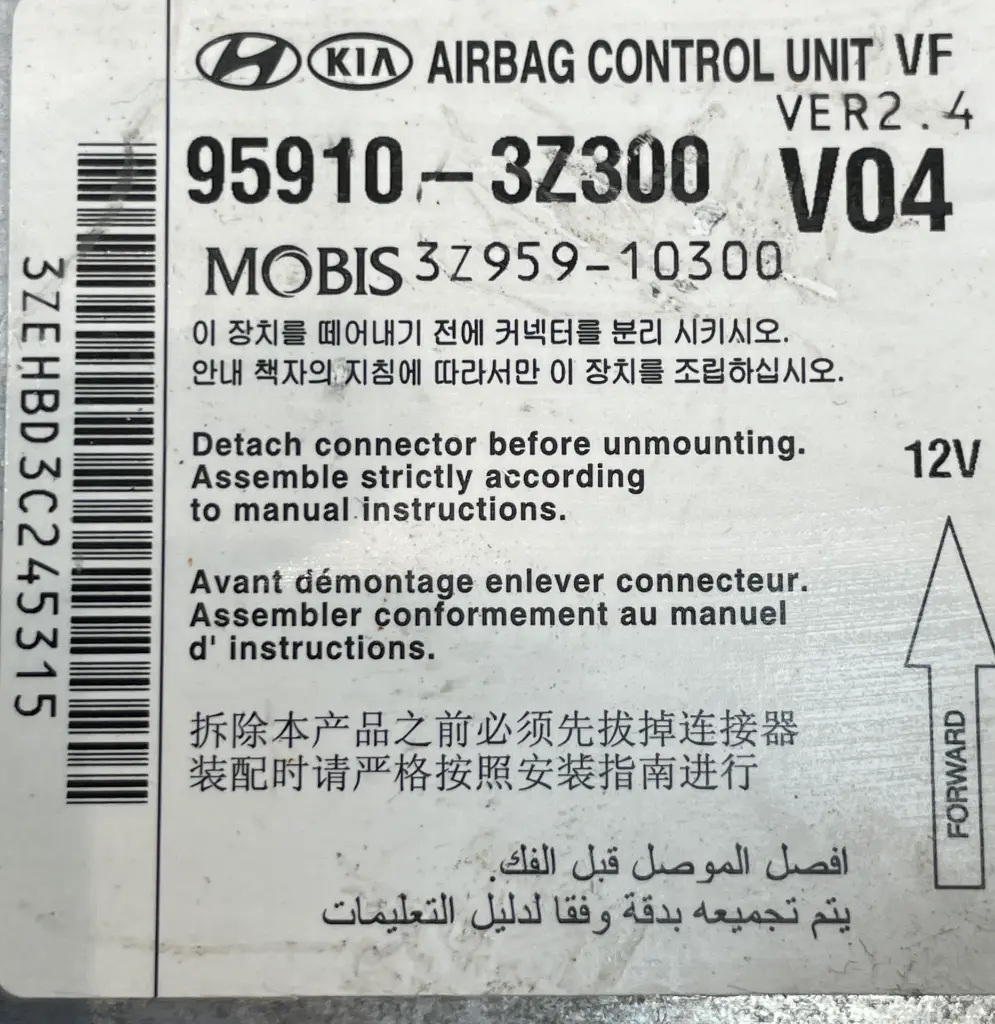 KIA AIRBAG CONTROL UNIT VF
VER2.4
95910-3Z300 V04
MOBIS 3Z959-10300
이 장치를 떼어내기 전에 커넥터를 분리 시키시오.
안내 책자의 지침에 따라서만 이 장치를 조립하십시오.
Detach connector before unmounting.
Assemble strictly according
to manual instructions.
12V
Avant démontage enlever connecteur.
Assembler conformement au manuel
d' instructions.
拆除本产品之前必须先拔掉连接器
装配时请严格按照安装指南进行
افصل الموصل قبل الفك.
يتم تجميعه بدقة وفقا لدليل التعليمات
FORWARD
3ZEHBD3C245315